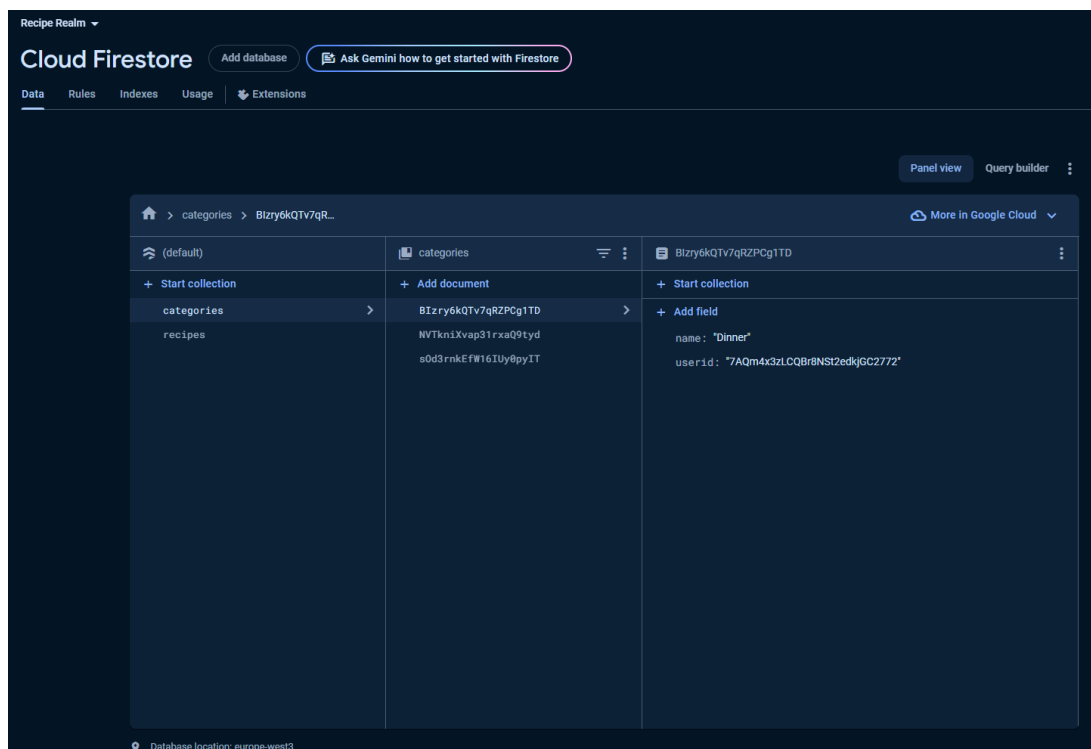 Recipe Realm
Cloud Firestore Add database Ask Gemini how to get started with Firestore
Data Rules Indexes Usage Extensions
Panel view Query builder
categories > BIzry6kQTv7qR... More in Google Cloud
(default) categories BIzry6kQTv7qRZPCg1TD
+ Start collection + Add document + Start collection
categories BIzry6kQTv7qRZPCg1TD + Add field
recipes NVTkniXvap31rxaQ9tyd name: "Dinner"
sOd3rnkEfW16IUy0pyIT userid: "7AQm4x3zLCQBr8NSt2edkjGC2772"
Database location: europe-west3